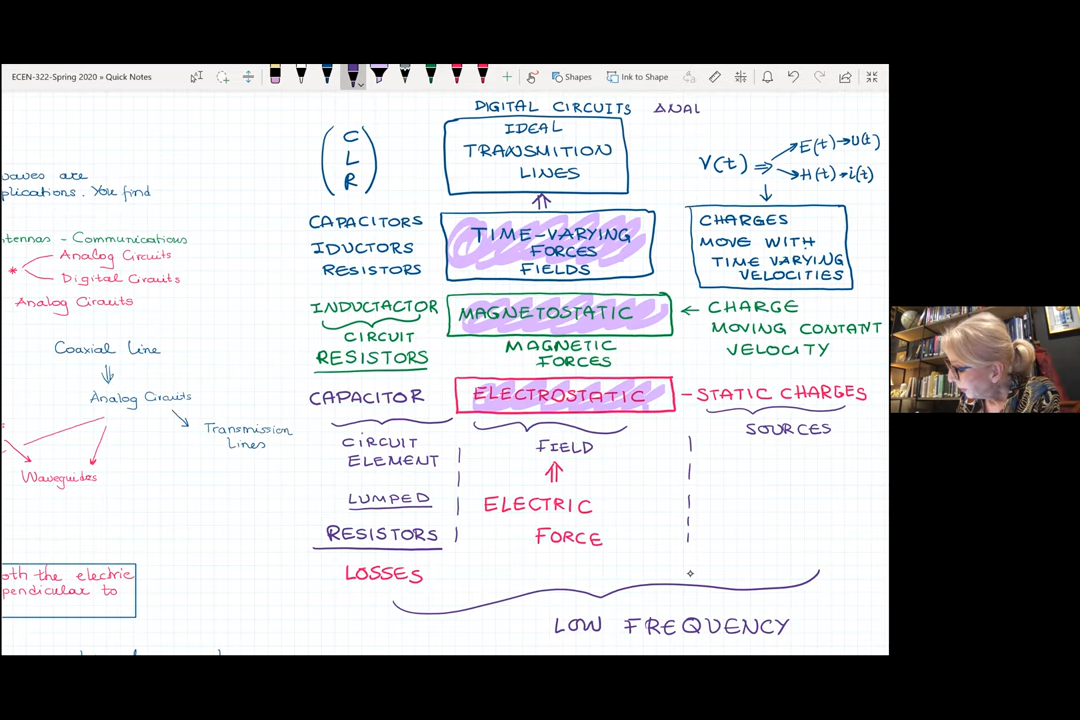 ECEN-322-Spring 2020 » Quick Notes
Shapes
Ink to Shape
DIGITAL CIRCUITS ANAL
IDEAL
TRANSMITION
LINES
C
L
R
V(t) ⇒ E(t)→U(t)
H(t)→i(t)
waves are
plications. You find
CAPACITORS
IDUCTORS
RESISTORS
TIME-VARYING
FORCES
FIELDS
CHARGES
MOVE WITH
TIME VARYING
VELOCITIES
tennas - Communications
* Analog Circuits
Digital Circuits
Analog Circuits
INDUCTACTOR
CIRCUIT
RESISTORS
MAGNETOSTATIC
MAGNETIC
FORCES
← CHARGE
MOVING CONTANT
VELOCITY
Coaxial Line
Analog Circuits
Transmission
Lines
Waveguides
CAPACITOR
ELECTROSTATIC
- STATIC CHARGES
SOURCES
CIRCUIT
ELEMENT
LUMPED
RESISTORS
LOSSES
FIELD
ELECTRIC
FORCE
oth the electric
pendicular to
LOW FREQUENCY